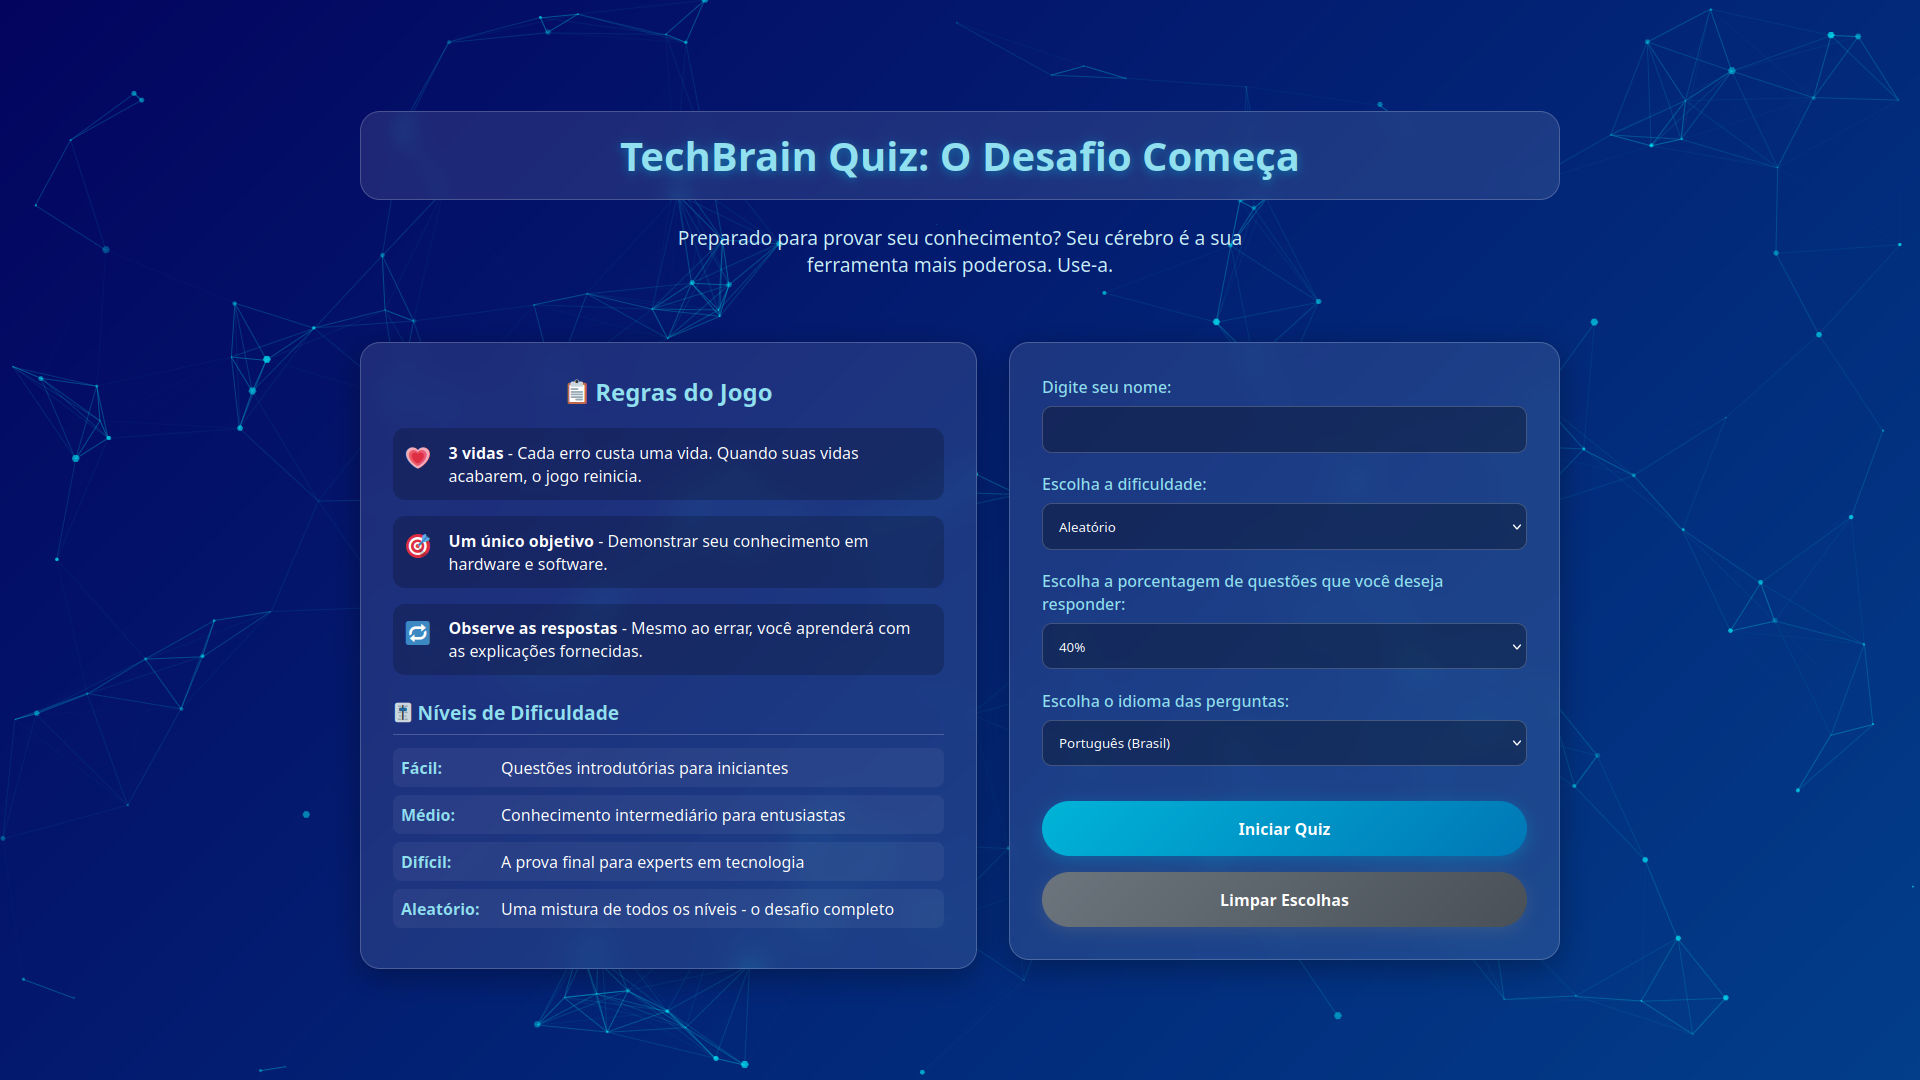 TechBrain Quiz: O Desafio Começa
Preparado para provar seu conhecimento? Seu cérebro é a sua
ferramenta mais poderosa. Use-a.
📋 Regras do Jogo
3 vidas - Cada erro custa uma vida. Quando suas vidas
acabarem, o jogo reinicia.
Um único objetivo - Demonstrar seu conhecimento em
hardware e software.
Observe as respostas - Mesmo ao errar, você aprenderá com
as explicações fornecidas.
Níveis de Dificuldade
Fácil: Questões introdutórias para iniciantes
Médio: Conhecimento intermediário para entusiastas
Difícil: A prova final para experts em tecnologia
Aleatório: Uma mistura de todos os níveis - o desafio completo
Digite seu nome:
Escolha a dificuldade:
Aleatório
Escolha a porcentagem de questões que você deseja
responder:
40%
Escolha o idioma das perguntas:
Português (Brasil)
Iniciar Quiz
Limpar Escolhas